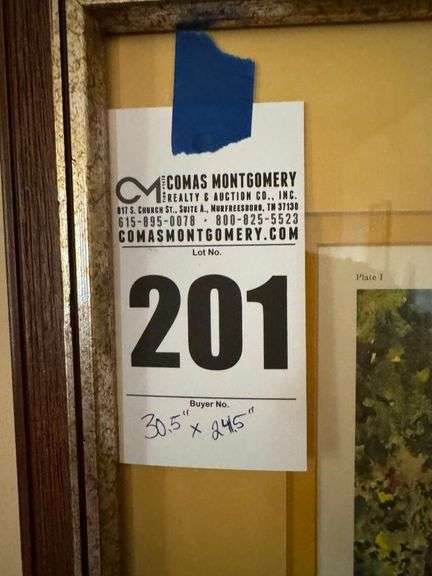 CM COMAS MONTGOMERY
REALTY & AUCTION CO., INC.
817 S. CHURCH ST., SUITE A., MURFREESBORO, TN 37130
615-895-0078 · 800-825-5523
COMASMONTGOMERY.COM
Lot No.
201
Buyer No.
30.5" x 24.5"
Plate I